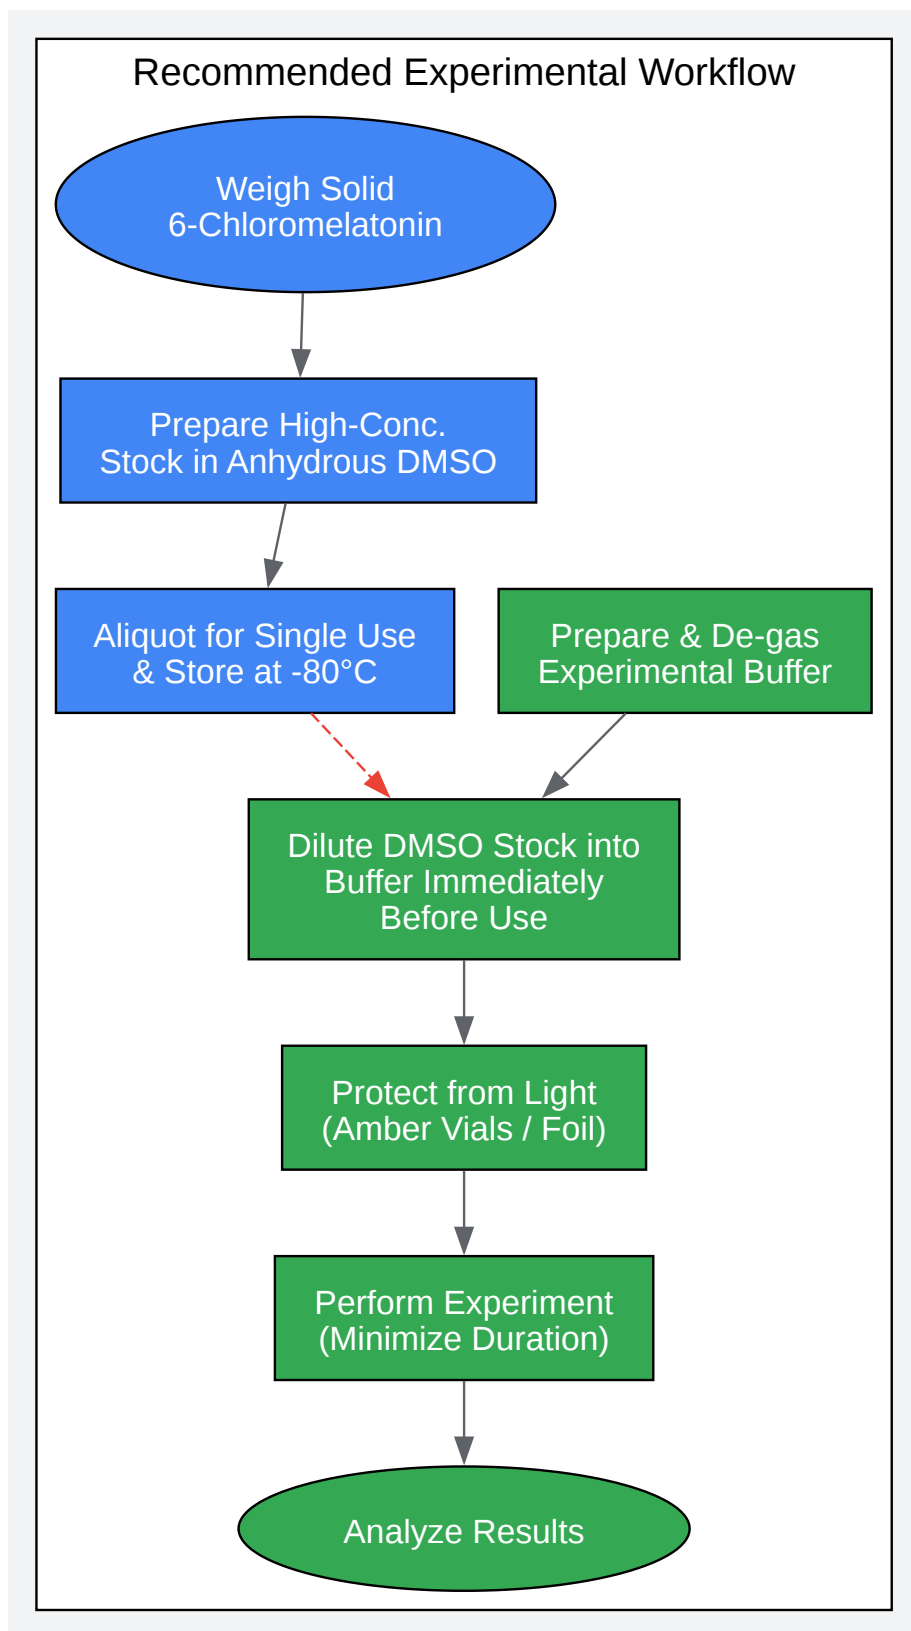 Recommended Experimental Workflow
Weigh Solid
6-Chloromelatonin
Prepare High-Conc.
Stock in Anhydrous DMSO
Aliquot for Single Use
& Store at -80°C
Prepare & De-gas
Experimental Buffer
Dilute DMSO Stock into
Buffer Immediately
Before Use
Protect from Light
(Amber Vials / Foil)
Perform Experiment
(Minimize Duration)
Analyze Results